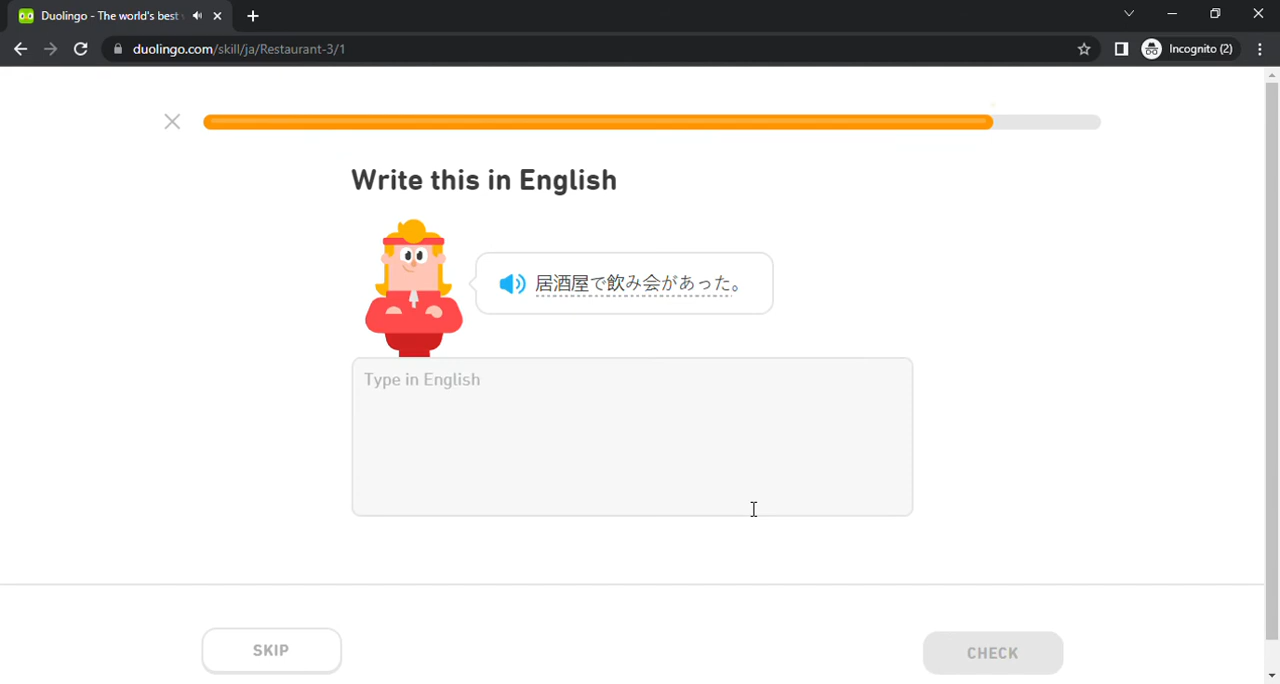 Duolingo - The world's best
duolingo.com/skill/ja/Restaurant-3/1
Incognito (2)
Write this in English
居酒屋で飲み会があった。
Type in English
SKIP
CHECK